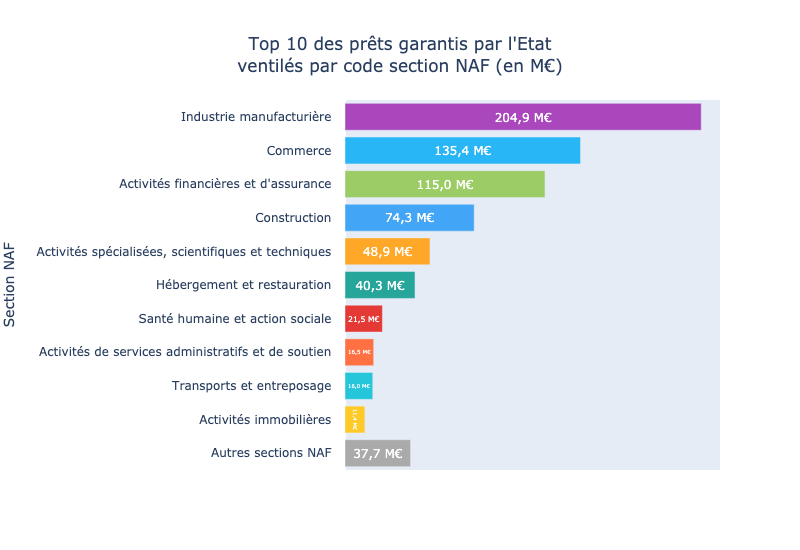 Top 10 des prêts garantis par l'Etat
ventilés par code section NAF (en M€)
Section NAF
Industrie manufacturière 204,9 M€
Commerce 135,4 M€
Activités financières et d'assurance 115,0 M€
Construction 74,3 M€
Activités spécialisées, scientifiques et techniques 48,9 M€
Hébergement et restauration 40,3 M€
Santé humaine et action sociale 21,5 M€
Activités de services administratifs et de soutien 16,5 M€
Transports et entreposage 16,0 M€
Activités immobilières
Autres sections NAF 37,7 M€